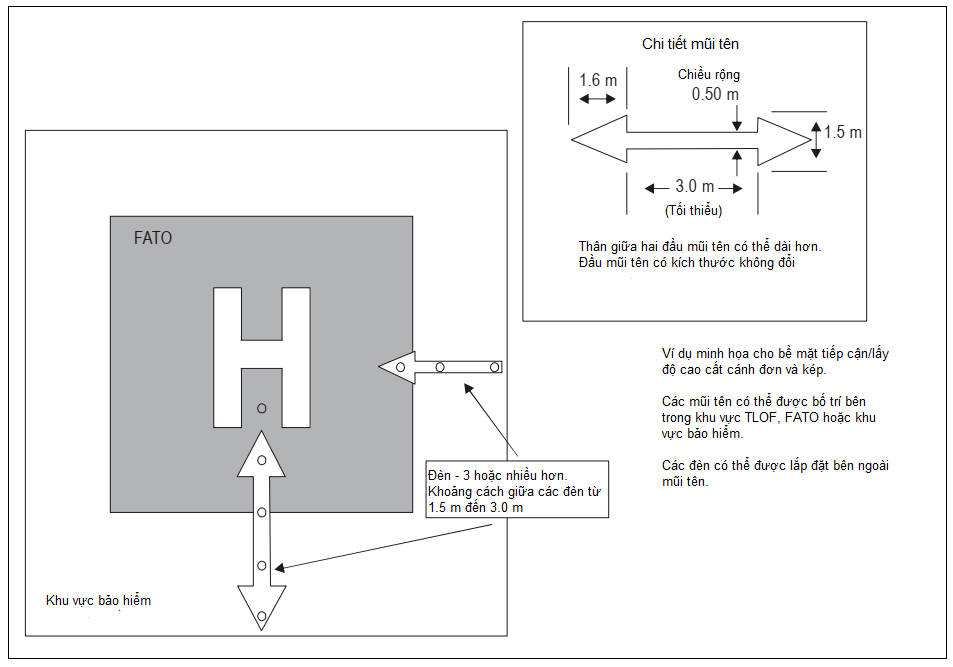 Chi tiết mũi tên
1.6 m
Chiều rộng
0.50 m
1.5 m
3.0 m
(Tối thiểu)
Thân giữa hai đầu mũi tên có thể dài hơn.
Đầu mũi tên có kích thước không đổi
FATO
H
Ví dụ minh họa cho bề mặt tiếp cận/lấy
độ cao cất cánh đơn và kép.
Các mũi tên có thể được bố trí bên
trong khu vực TLOF, FATO hoặc khu
vực bảo hiểm.
Các đèn có thể được lắp đặt bên ngoài
mũi tên.
Đèn - 3 hoặc nhiều hơn.
Khoảng cách giữa các đèn từ
1.5 m đến 3.0 m
Khu vực bảo hiểm